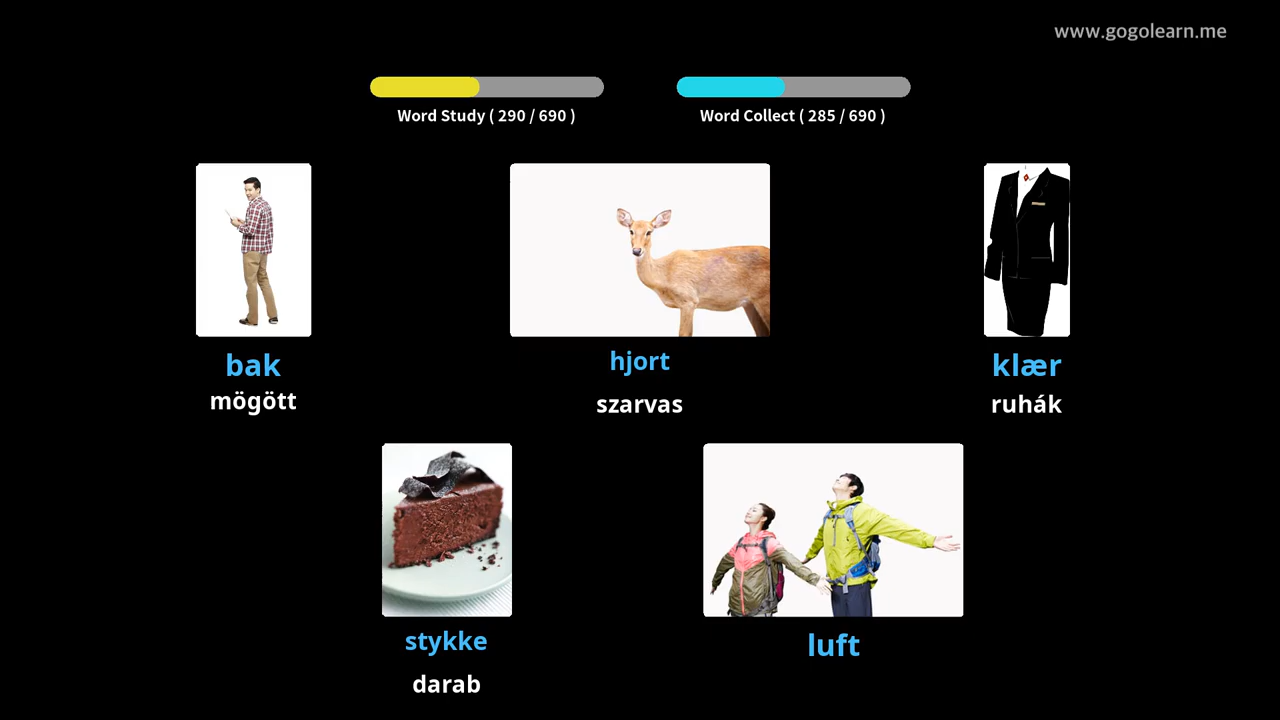 www.gogolearn.me
Word Study ( 290 / 690 )
Word Collect ( 285 / 690 )
bak
mögött
hjort
szarvas
klær
ruhák
stykke
darab
luft